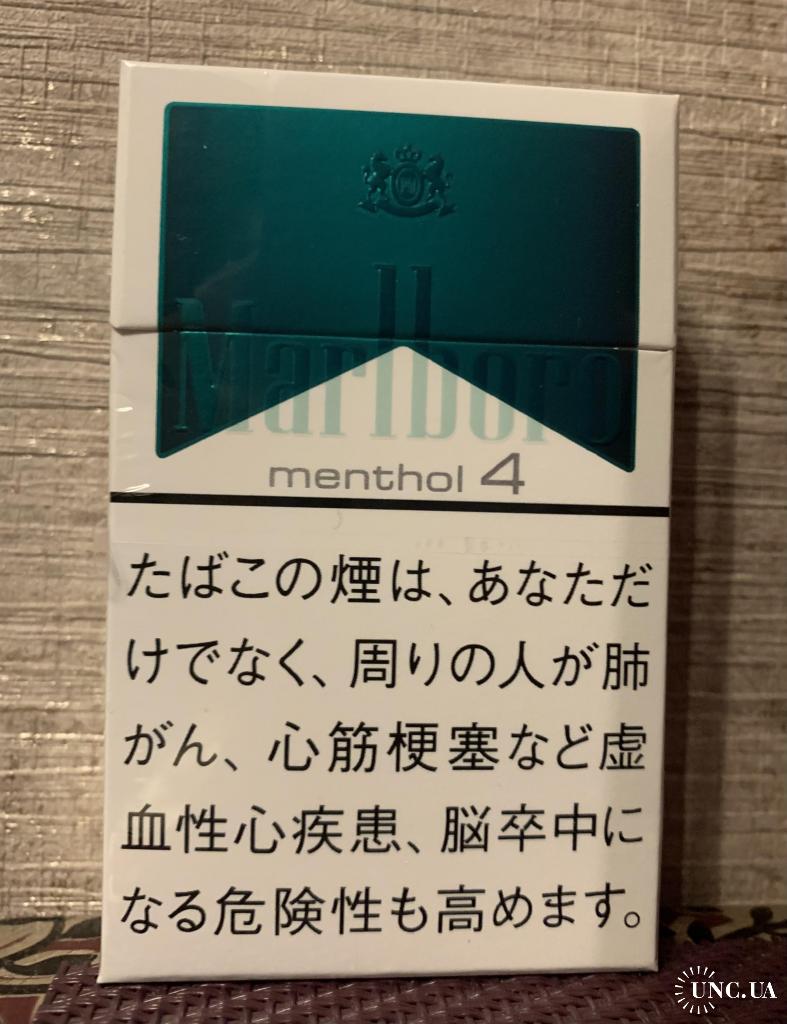 Marlboro
menthol 4
たばこの煙は、あなただ
けでなく、周りの人が肺
がん、心筋梗塞など虚
血性心疾患、脳卒中に
なる危険性も高めます。
UNC.UA